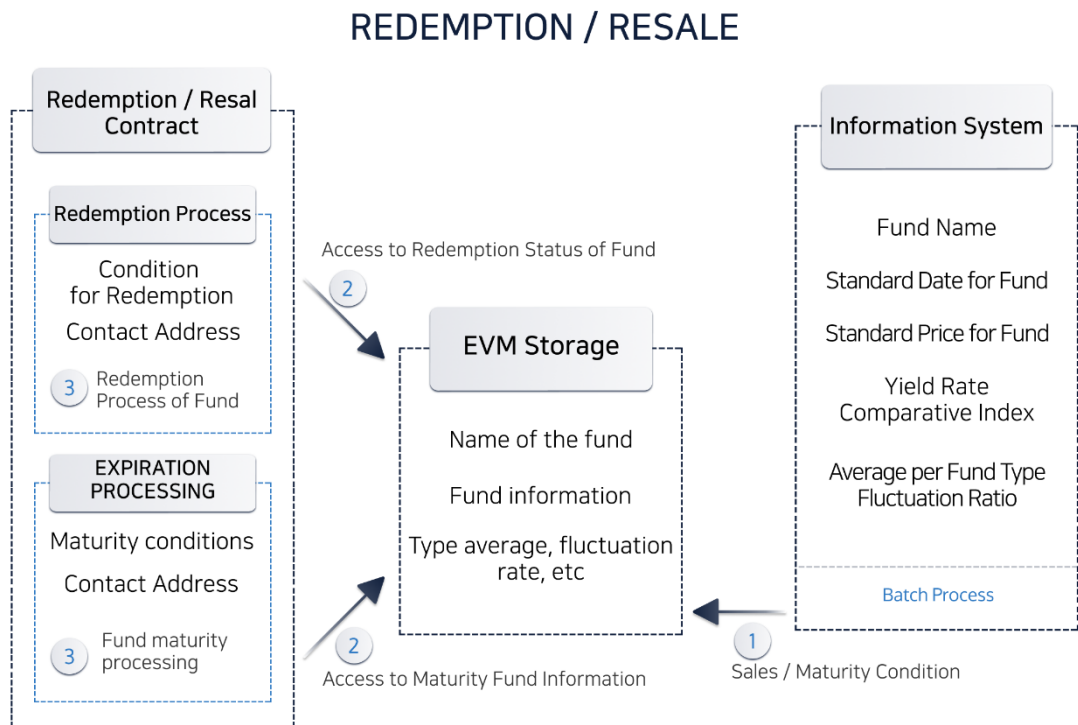 REDEMPTION / RESALE
Redemption / Resal
Contract
Redemption Process
Condition
for Redemption
Contact Address
3
Redemption
Process of Fund
EXPIRATION
PROCESSING
Maturity conditions
Contact Address
3
Fund maturity
processing
Access to Redemption Status of Fund
2
EVM Storage
Name of the fund
Fund information
Type average, fluctuation
rate, etc
2
Access to Maturity Fund Information
Information System
Fund Name
Standard Date for Fund
Standard Price for Fund
Yield Rate
Comparative Index
Average per Fund Type
Fluctuation Ratio
Batch Process
1
Sales / Maturity Condition